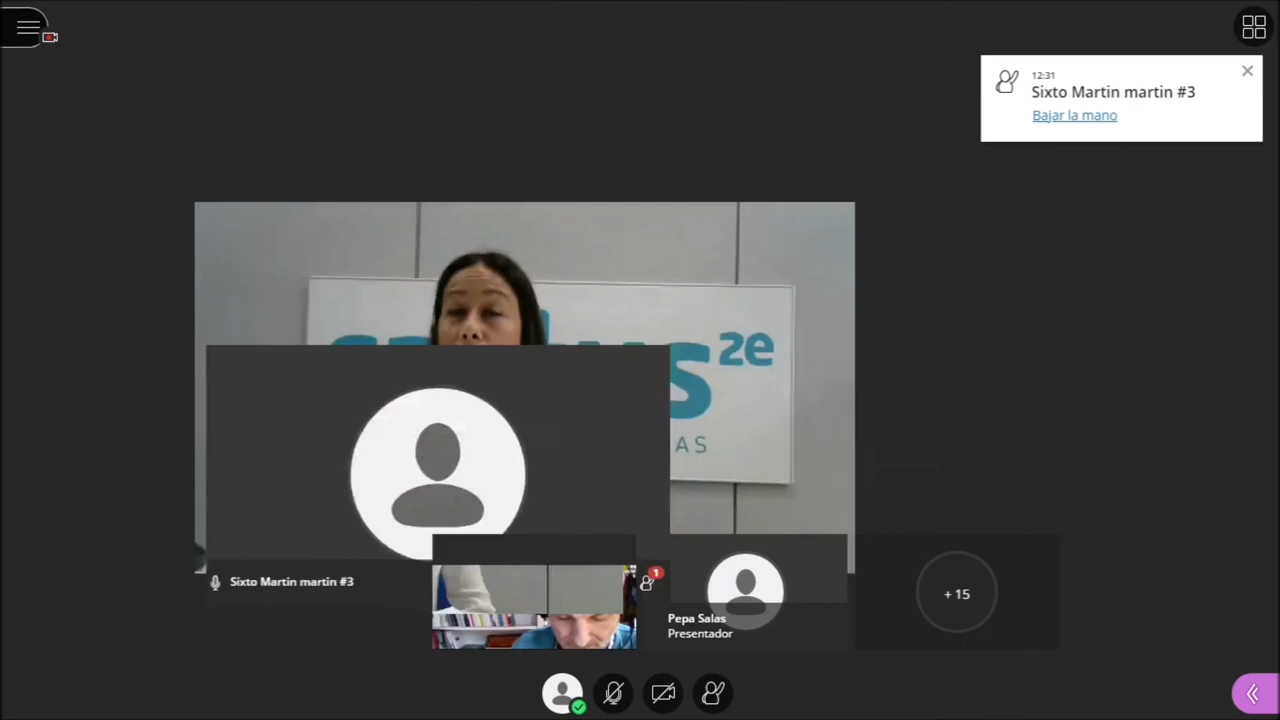 12:31
Sixto Martin martin #3
Bajar la mano
2e
AS
Sixto Martin martin #3
1
Pepa Salas
Presentador
+ 15